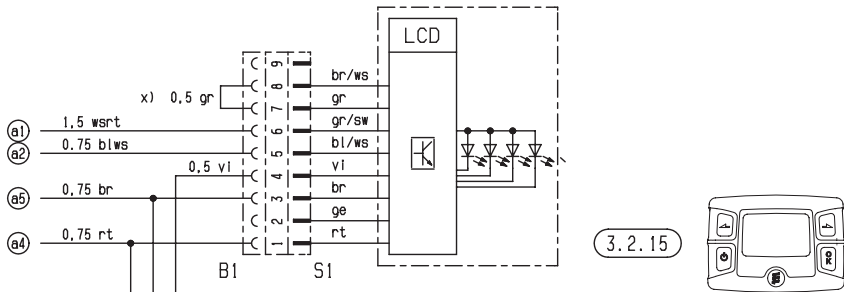 LCD
9
br/ws
x) 0,5 gr
8
gr
7
a1
1,5 wsrt
6
gr/sw
a2
0.75 blws
5
bl/ws
0,5 vi
4
vi
a5
0,75 br
3
br
2
ge
a4
0,75 rt
1
rt
B1
S1
3.2.15
OK